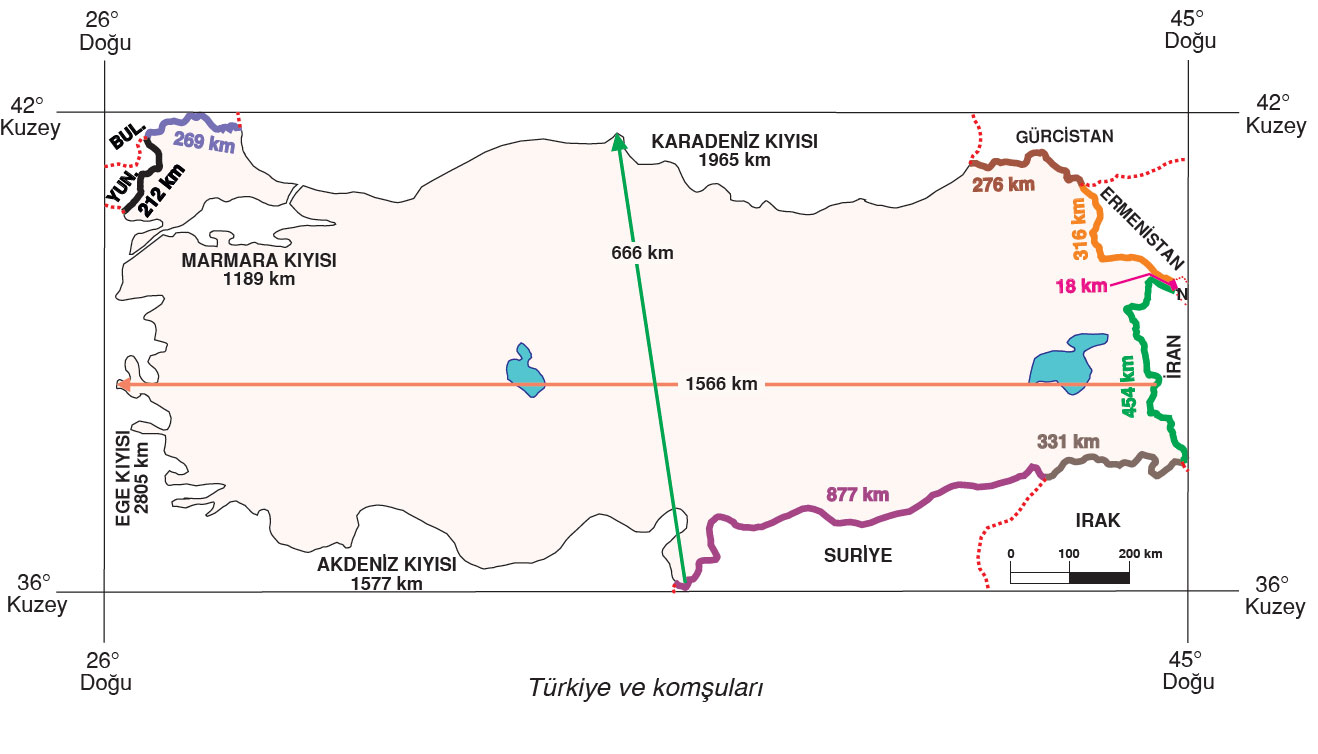 26°
Doğu
45°
Doğu
42°
Kuzey
42°
Kuzey
BUL.
269 km
YUN.
212 km
KARADENİZ KIYISI
1965 km
GÜRCİSTAN
276 km
ERMENİSTAN
316 km
666 km
MARMARA KIYISI
1189 km
18 km
N
İRAN
454 km
1566 km
EGE KIYISI
2805 km
331 km
877 km
IRAK
SURİYE
0 100 200 km
AKDENİZ KIYISI
1577 km
36°
Kuzey
36°
Kuzey
26°
Doğu
45°
Doğu
Türkiye ve komşuları